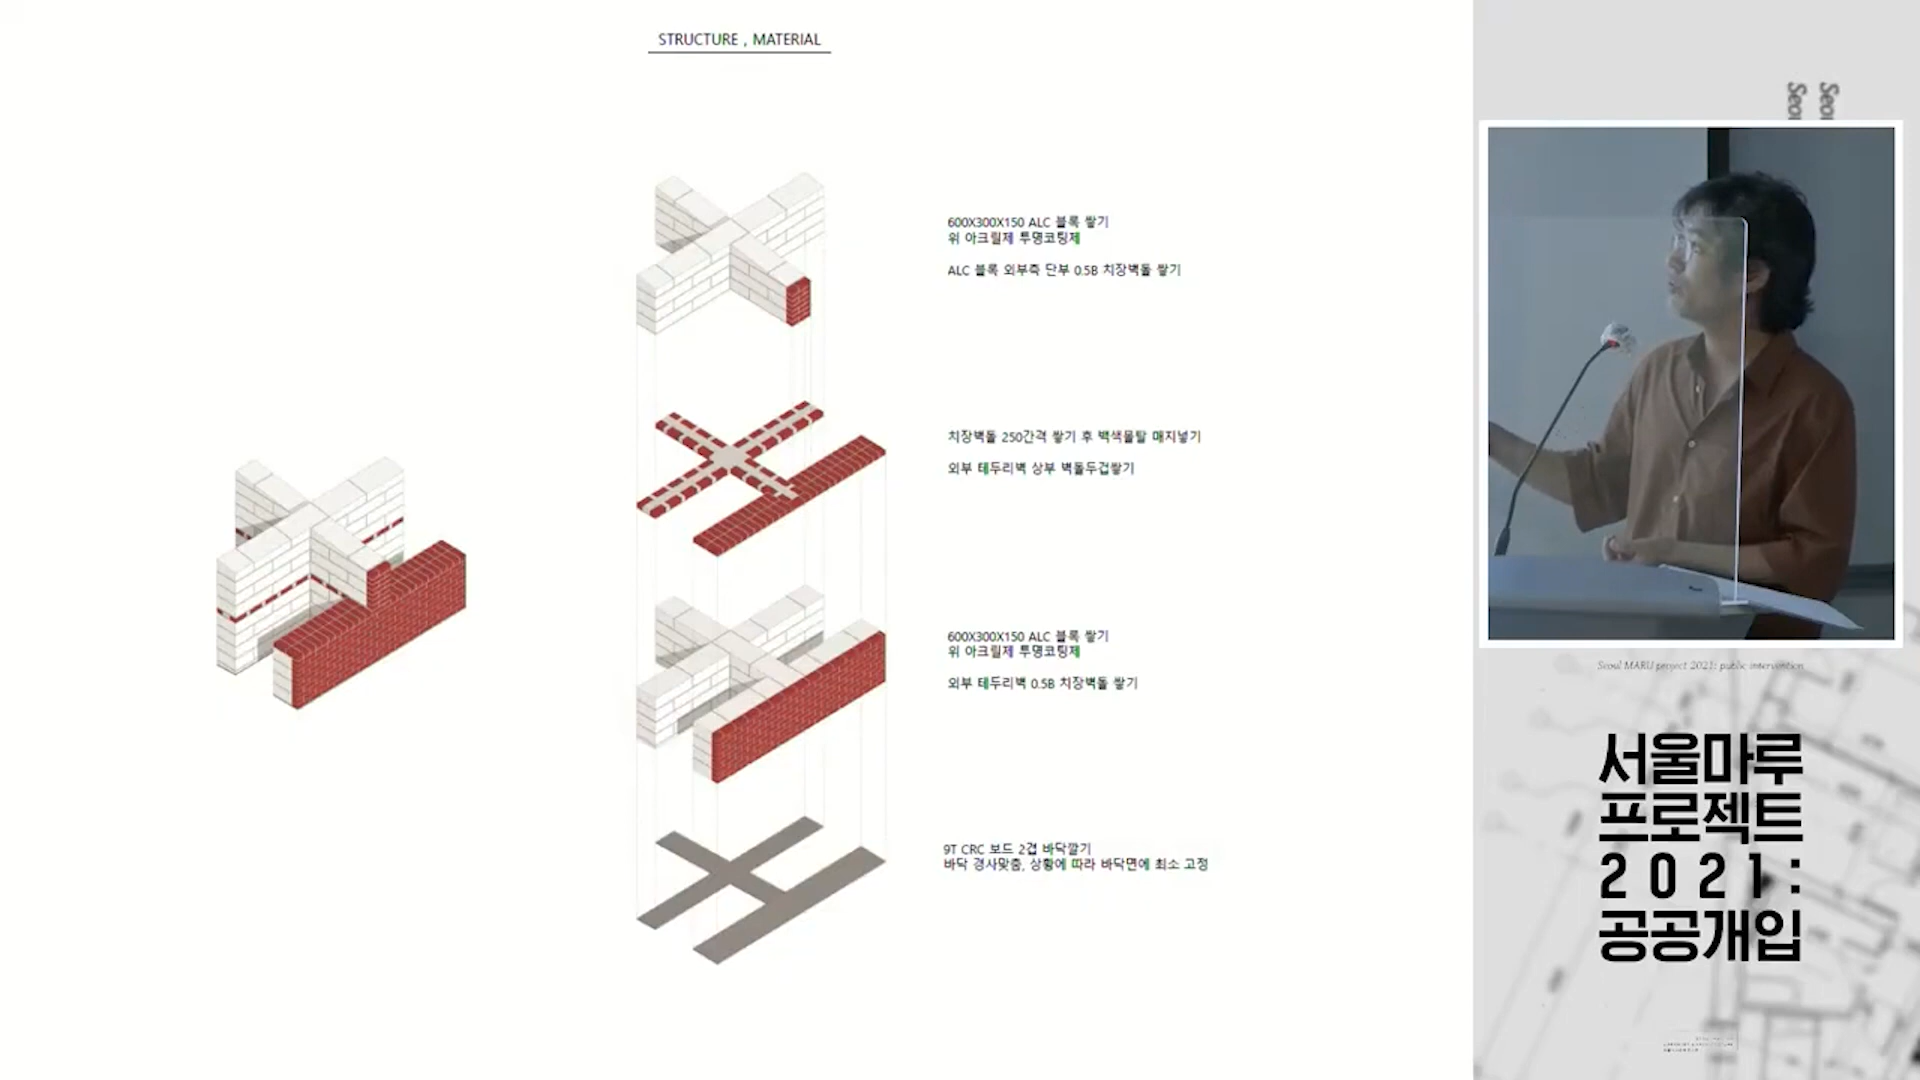 STRUCTURE , MATERIAL
600X300X150 ALC 블록 쌓기
위 아크릴제 투명코팅제
ALC 블록 외부측 단부 0.5B 치장벽돌 쌓기
치장벽돌 250간격 쌓기 후 백색몰탈 매지넣기
외부 테두리벽 상부 벽돌두겁쌓기
600X300X150 ALC 블록 쌓기
위 아크릴제 투명코팅제
외부 테두리벽 0.5B 치장벽돌 쌓기
9T CRC 보드 2겹 바닥깔기
바닥 경사맞춤, 상황에 따라 바닥면에 최소 고정
Seou
Seou
Seoul MARU project 2021: public intervention
서울마루
프로젝트
2021:
공공개입